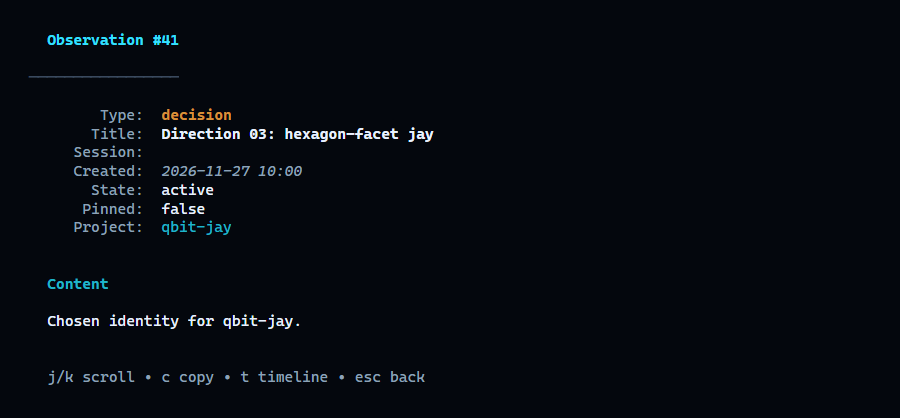 Observation #41
Type: decision
Title: Direction 03: hexagon-facet jay
Session:
Created: 2026-11-27 10:00
State: active
Pinned: false
Project: qbit-jay
Content
Chosen identity for qbit-jay.
j/k scroll • c copy • t timeline • esc back